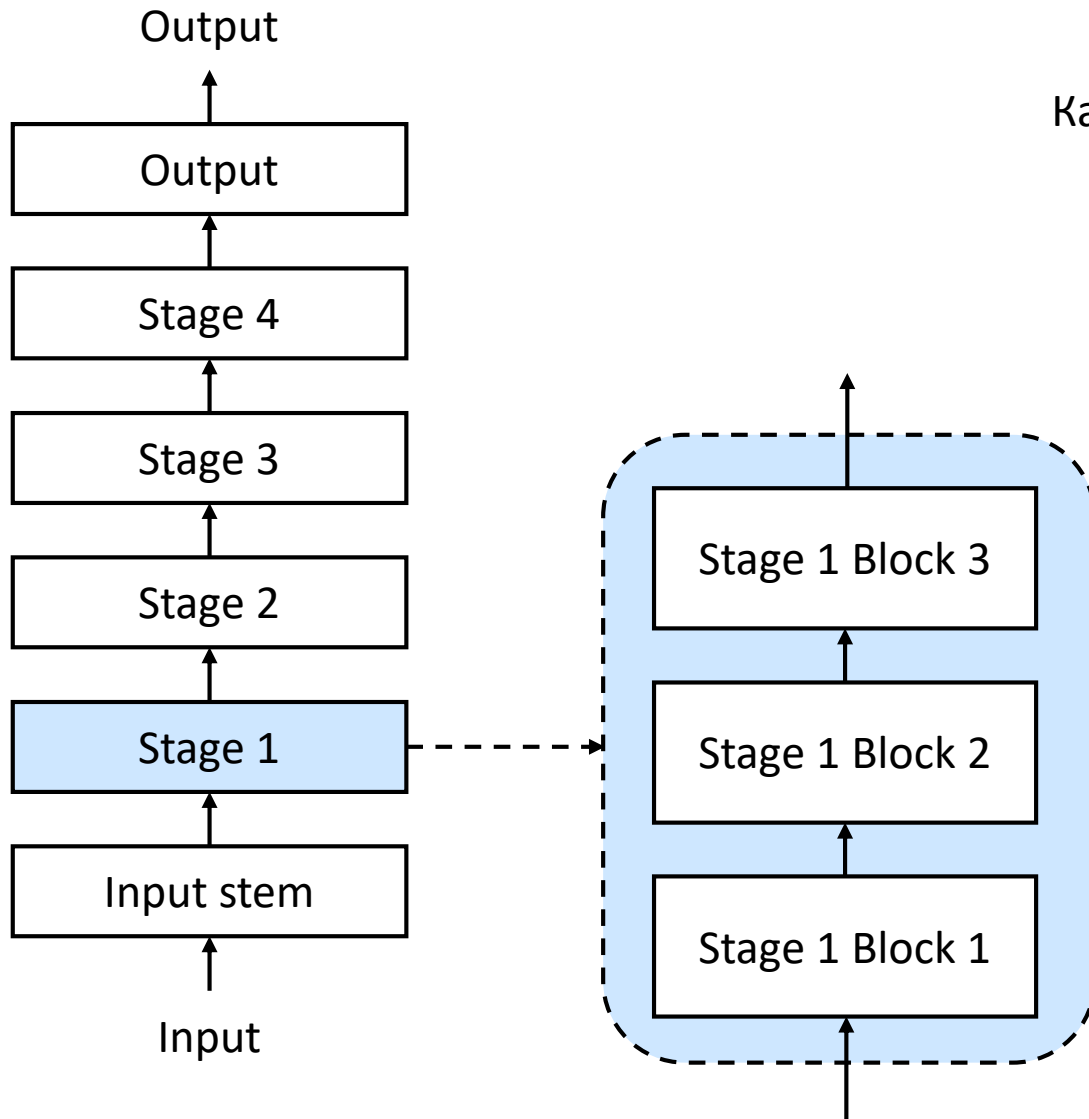 Output
Output
Stage 4
Stage 3
Stage 2
Stage 1
Input stem
Input
Ка
Stage 1 Block 3
Stage 1 Block 2
Stage 1 Block 1